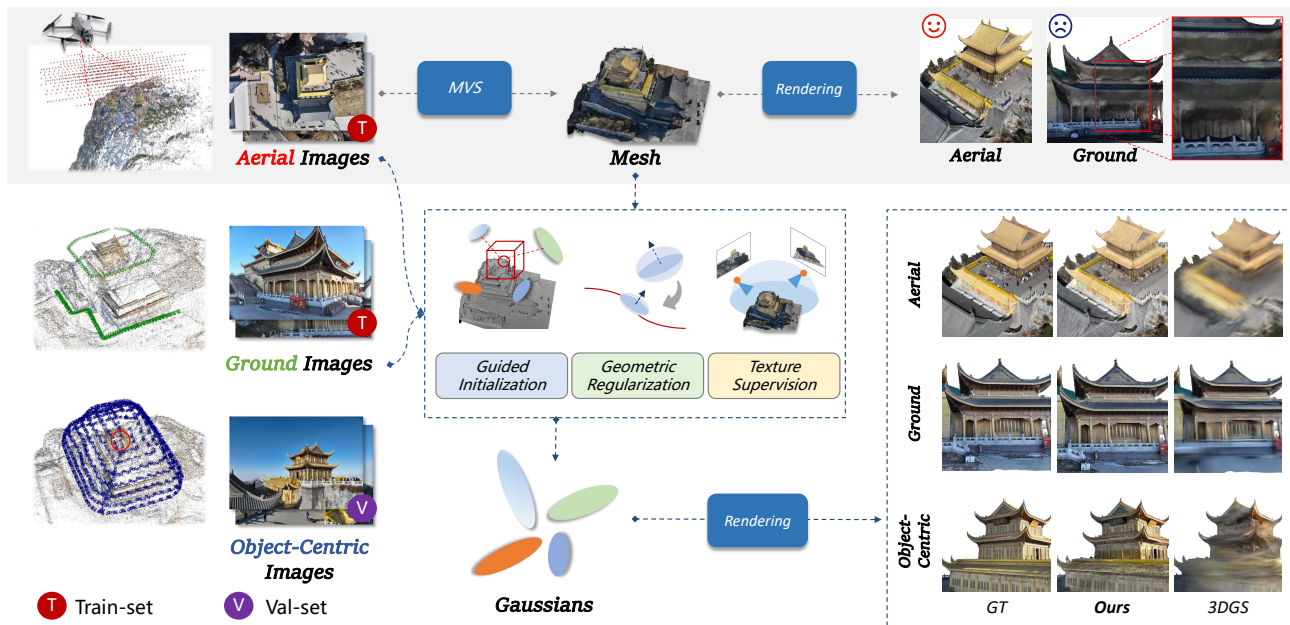 MVS
Rendering
T
Aerial Images
Mesh
Aerial
Ground
T
Ground Images
Guided
Initialization
Geometric
Regularization
Texture
Supervision
Aerial
Ground
V
Object-Centric
Images
Rendering
Object-
Centric
Gaussians
GT
Ours
3DGS
T Train-set
V Val-set